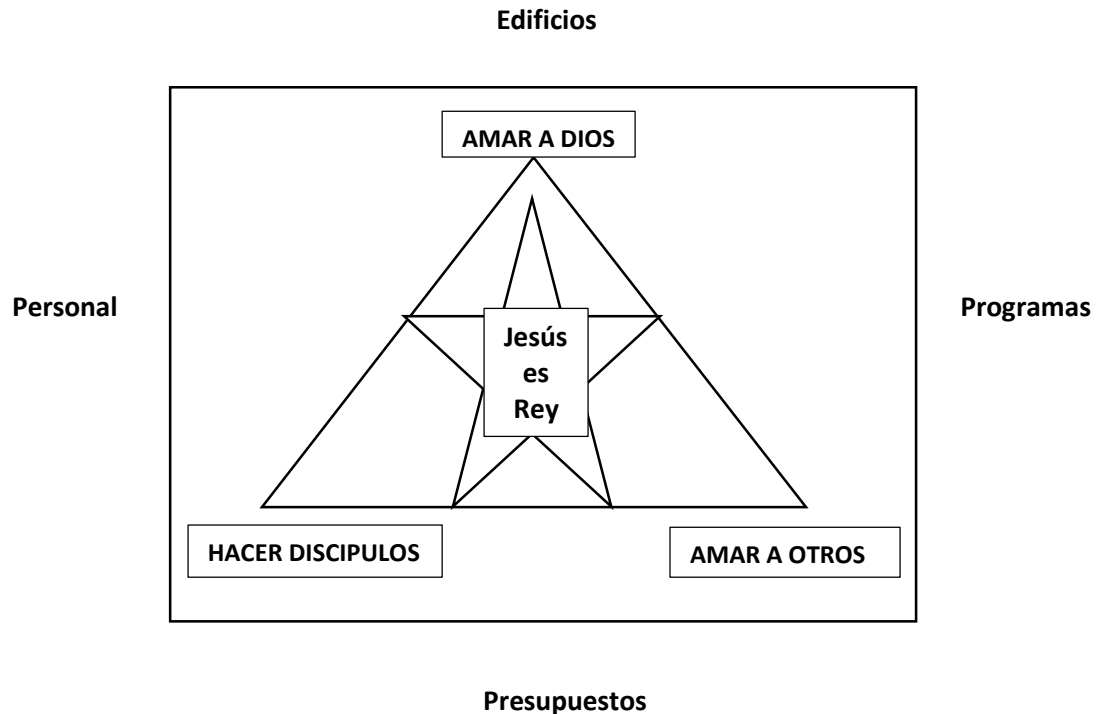 Edificios
AMAR A DIOS
Personal
Programas
Jesús
es
Rey
HACER DISCIPULOS
AMAR A OTROS
Presupuestos